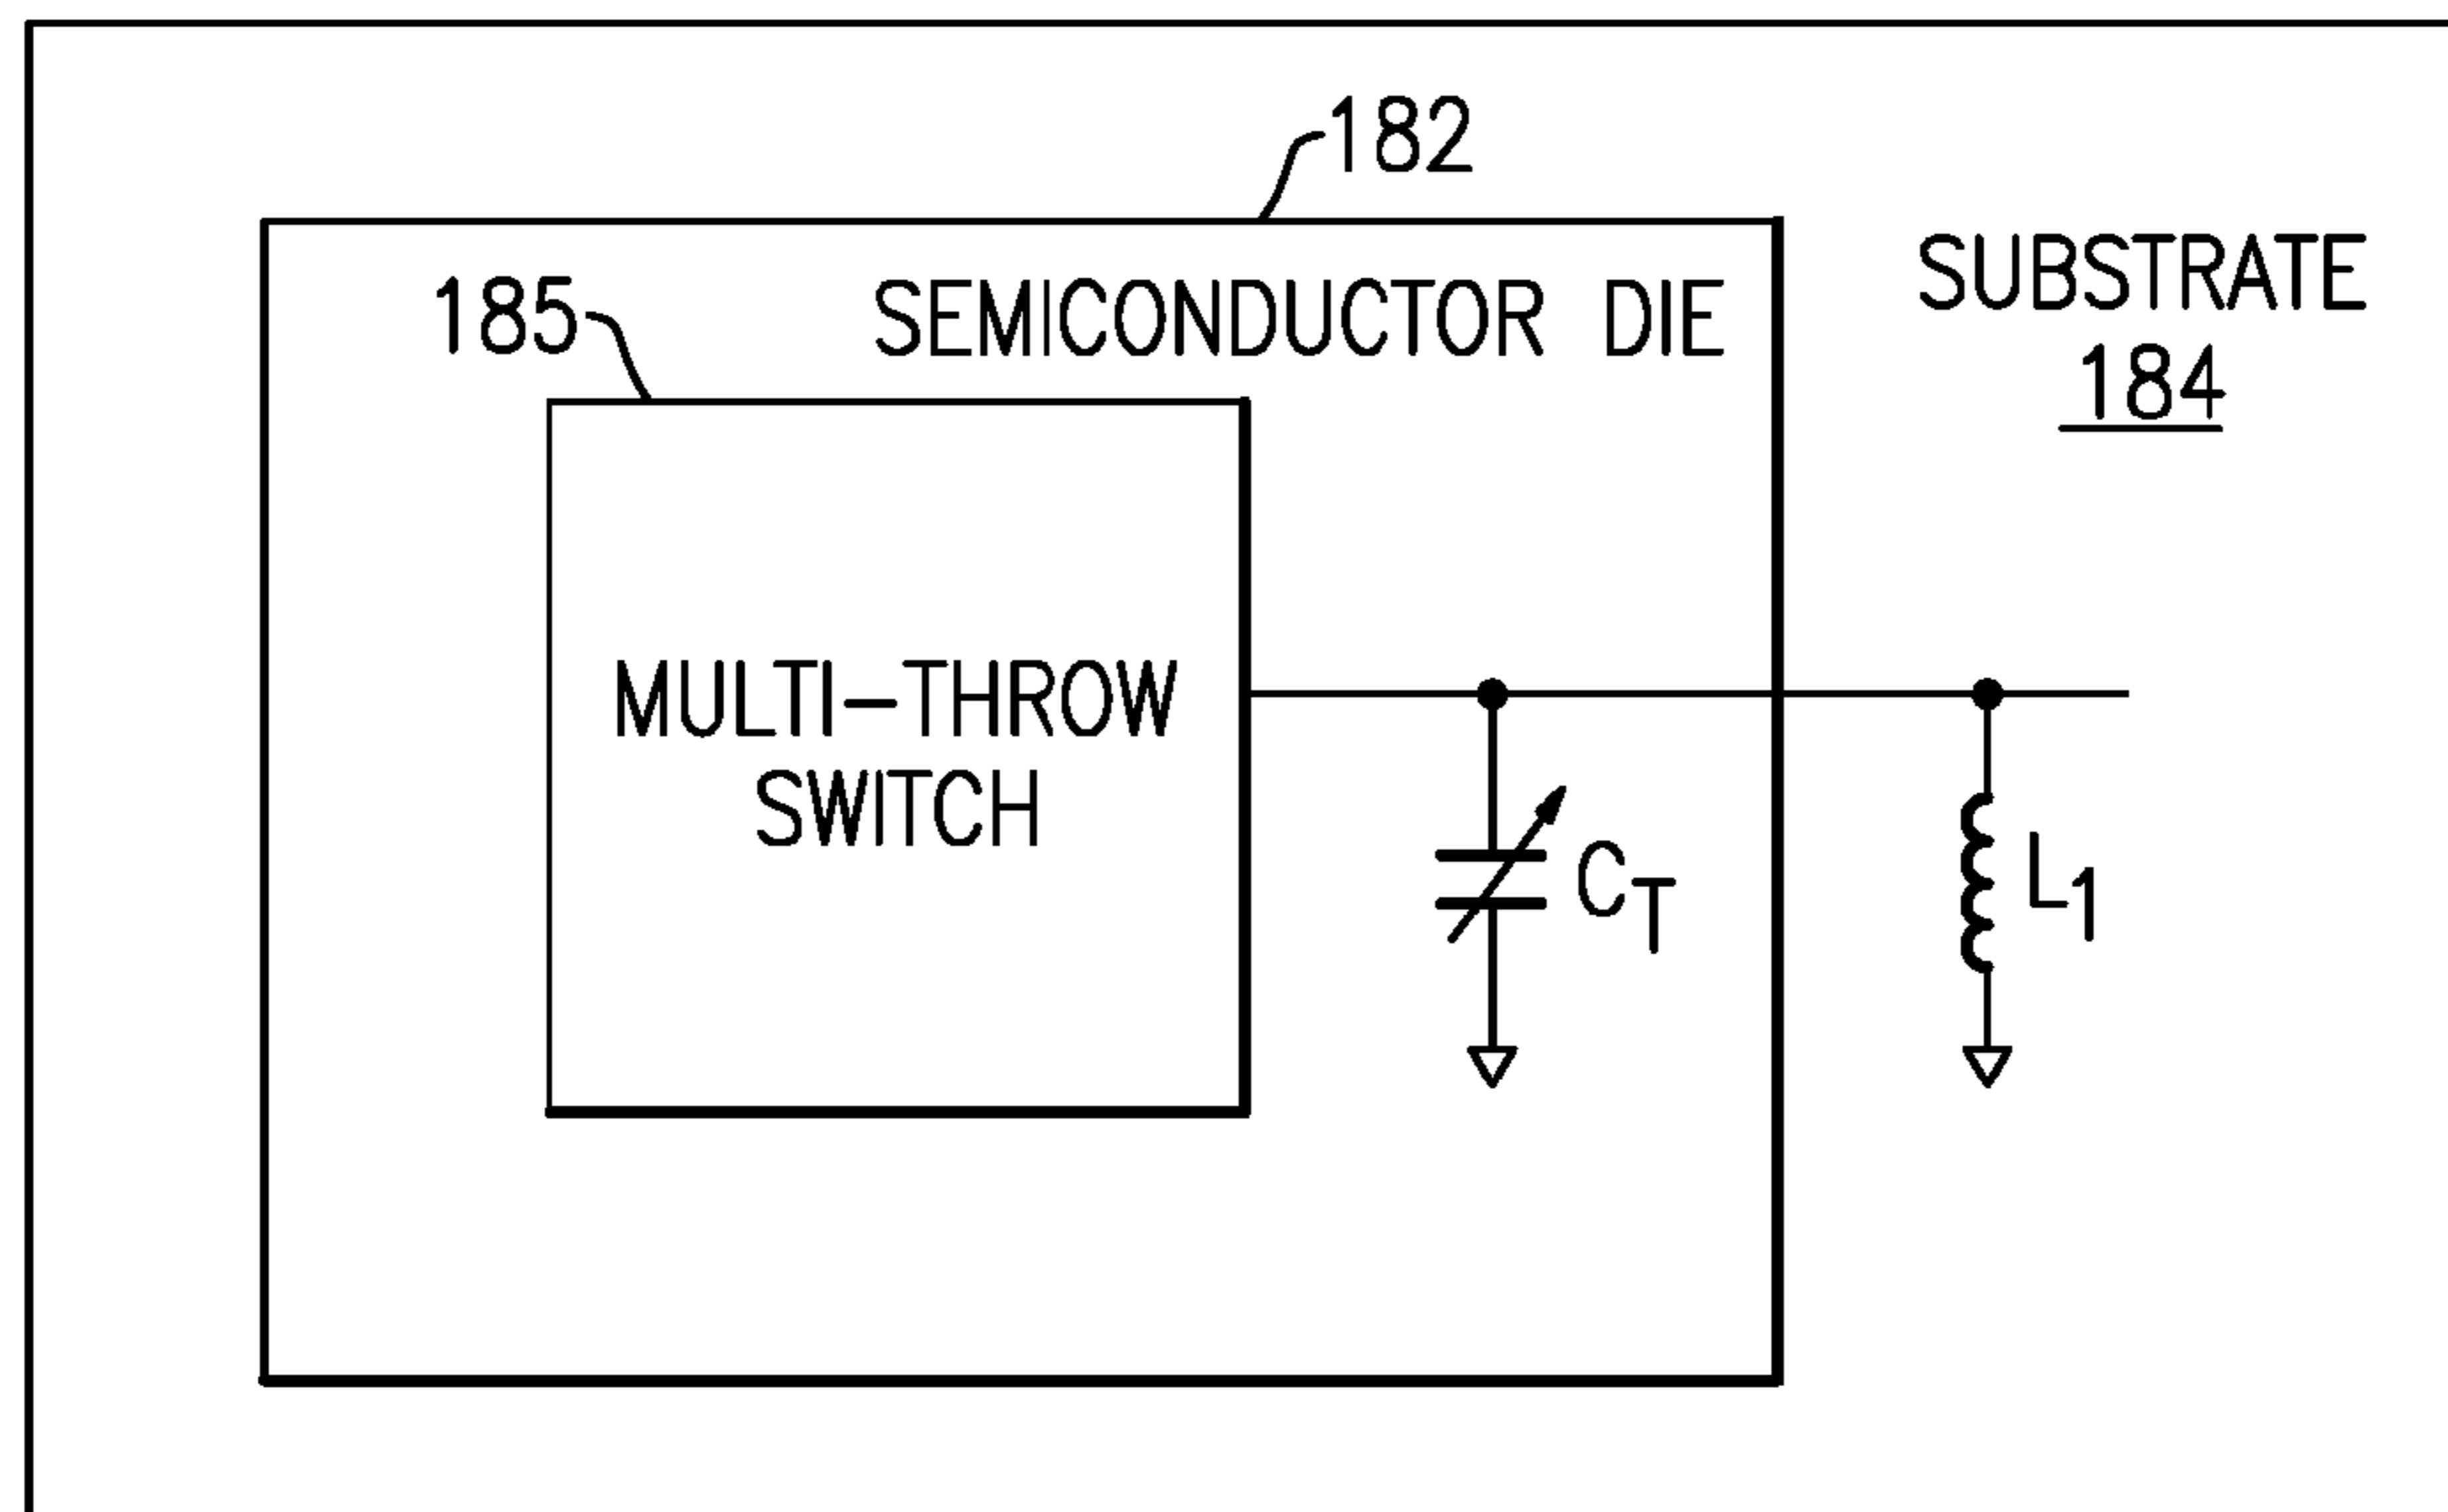 182
SUBSTRATE
184
185
SEMICONDUCTOR DIE
MULTI-THROW
SWITCH
CT
L1